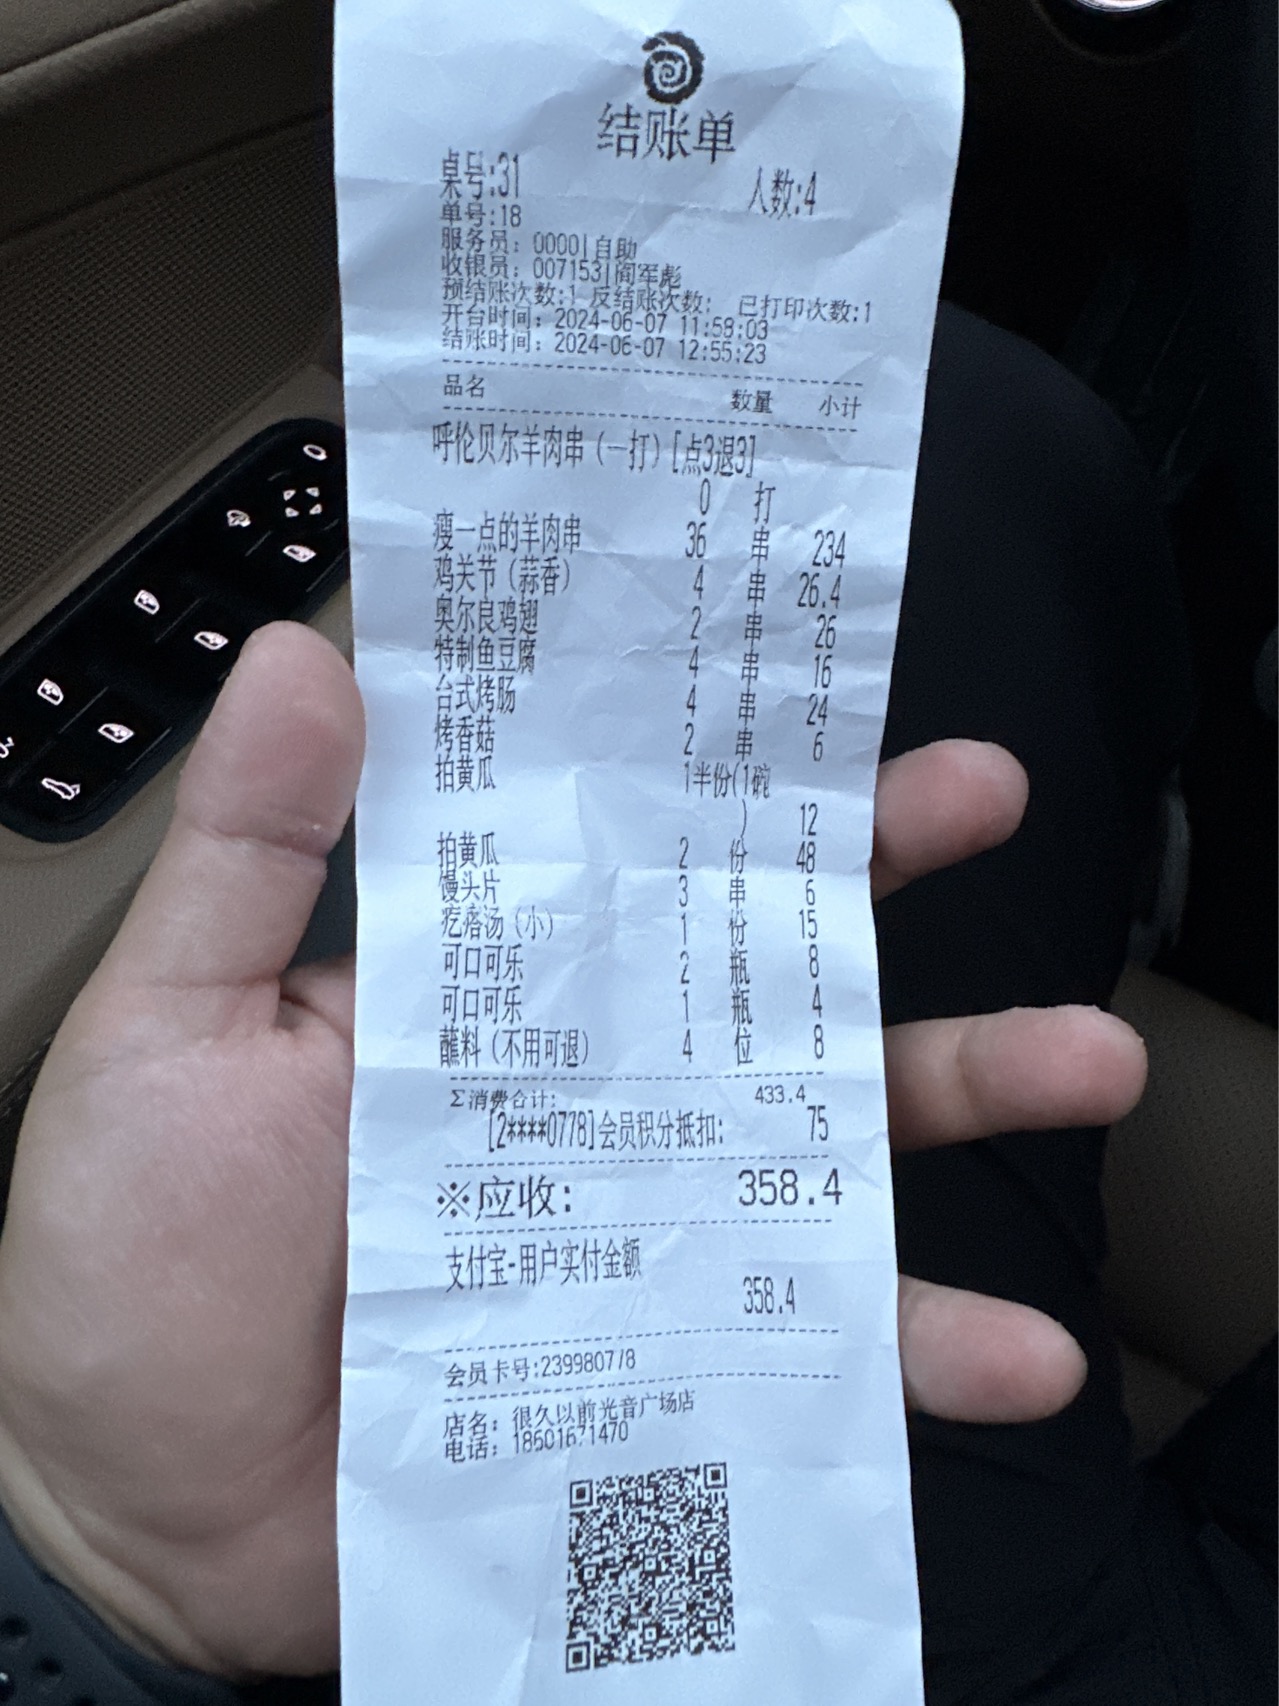 结账单
桌号:31 人数:4
单号:18
服务员: 0000|自助
收银员: 007153|阎军彪
预结账次数:1 反结账次数: 已打印次数:1
开台时间: 2024-06-07 11:58:03
结账时间: 2024-06-07 12:55:23
品名 数量 小计
呼伦贝尔羊肉串(一打)[点3退3]
0 打
瘦一点的羊肉串 36 串 234
鸡关节(蒜香) 4 串 26.4
奥尔良鸡翅 2 串 26
特制鱼豆腐 4 串 16
台式烤肠 4 串 24
烤香菇 2 串 6
拍黄瓜 1半份(1碗
) 12
拍黄瓜 2 份 48
馒头片 3 串 6
疙瘩汤(小) 1 份 15
可口可乐 2 瓶 8
可口可乐 1 瓶 4
蘸料(不用可退) 4 位 8
Σ消费合计: 433.4
[2****0778]会员积分抵扣: 75
※应收: 358.4
支付宝-用户实付金额
358.4
会员卡号:239980778
店名: 很久以前光音广场店
电话: 18601671470